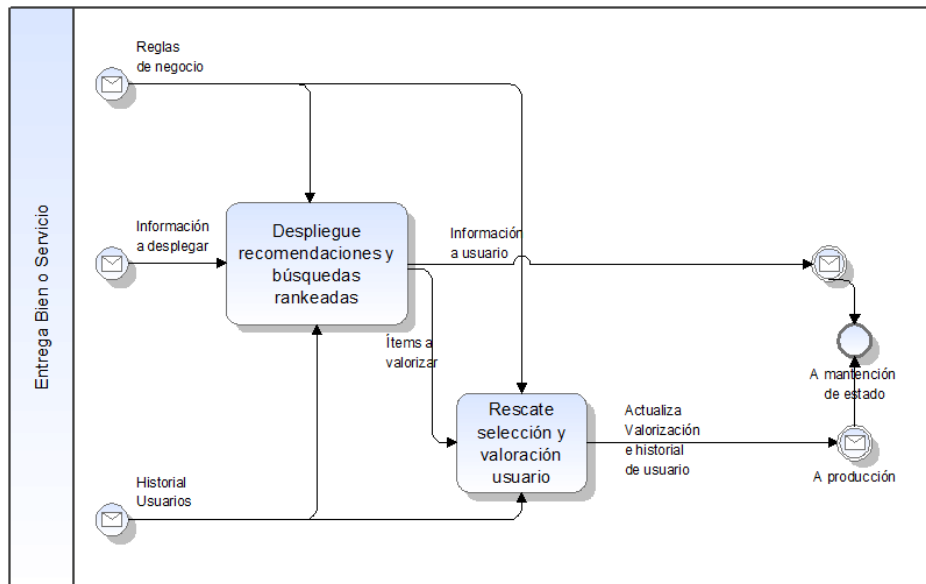 Entrega Bien o Servicio
Reglas
de negocio
Información
a desplegar
Despliegue
recomendaciones y
búsquedas
rankeadas
Información
a usuario
Ítems a
valorizar
A mantención
de estado
Rescate
selección y
valoración
usuario
Actualiza
Valorización
e historial
de usuario
A producción
Historial
Usuarios